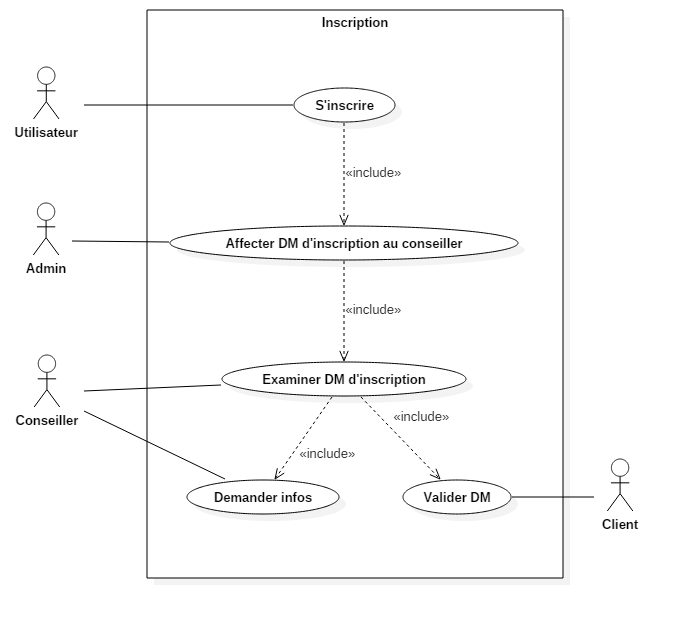 Inscription
Utilisateur
S'inscrire
«include»
Admin
Affecter DM d'inscription au conseiller
«include»
Conseiller
Examiner DM d'inscription
«include»
«include»
Demander infos
Valider DM
Client